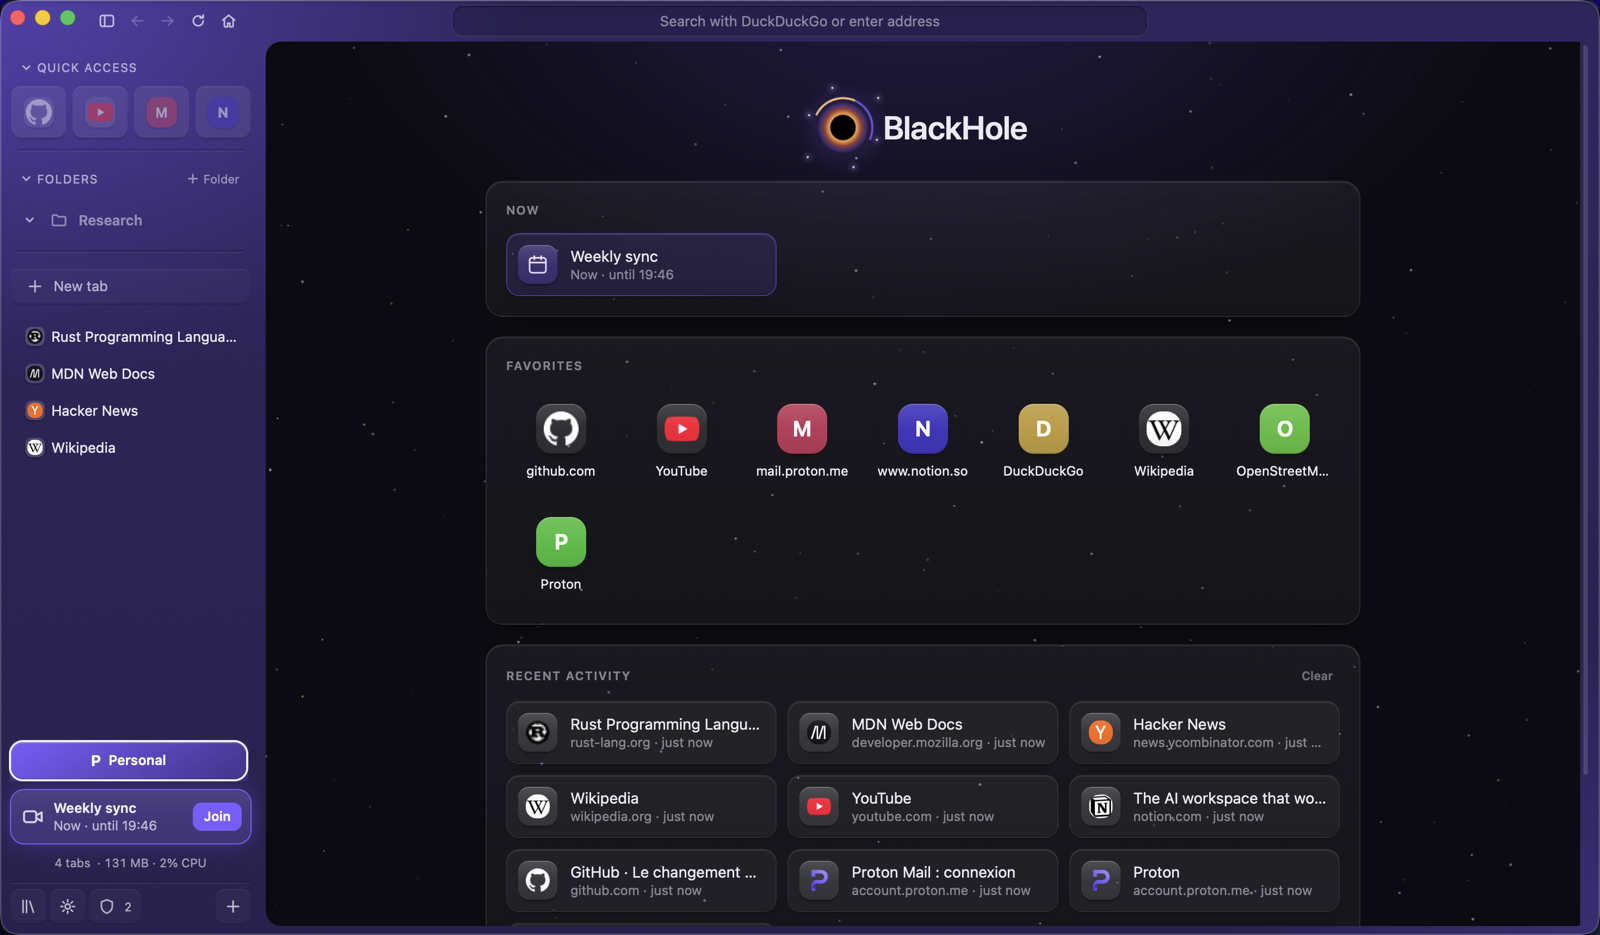 Search with DuckDuckGo or enter address
QUICK ACCESS
M
N
FOLDERS
+ Folder
Research
+ New tab
Rust Programming Langua...
MDN Web Docs
Y
Hacker News
W
Wikipedia
P Personal
Weekly sync
Now · until 19:46
Join
4 tabs · 131 MB · 2% CPU
2
+
BlackHole
NOW
Weekly sync
Now · until 19:46
FAVORITES
M
N
D
W
O
github.com
YouTube
mail.proton.me
www.notion.so
DuckDuckGo
Wikipedia
OpenStreetM...
P
Proton
RECENT ACTIVITY
Clear
Rust Programming Langu...
rust-lang.org · just now
MDN Web Docs
developer.mozilla.org · just now
Y
Hacker News
news.ycombinator.com · just ...
W
Wikipedia
wikipedia.org · just now
YouTube
youtube.com · just now
N
The AI workspace that wo...
notion.com · just now
GitHub · Le changement ...
github.com · just now
Proton Mail : connexion
account.proton.me · just now
Proton
account.proton.me · just now